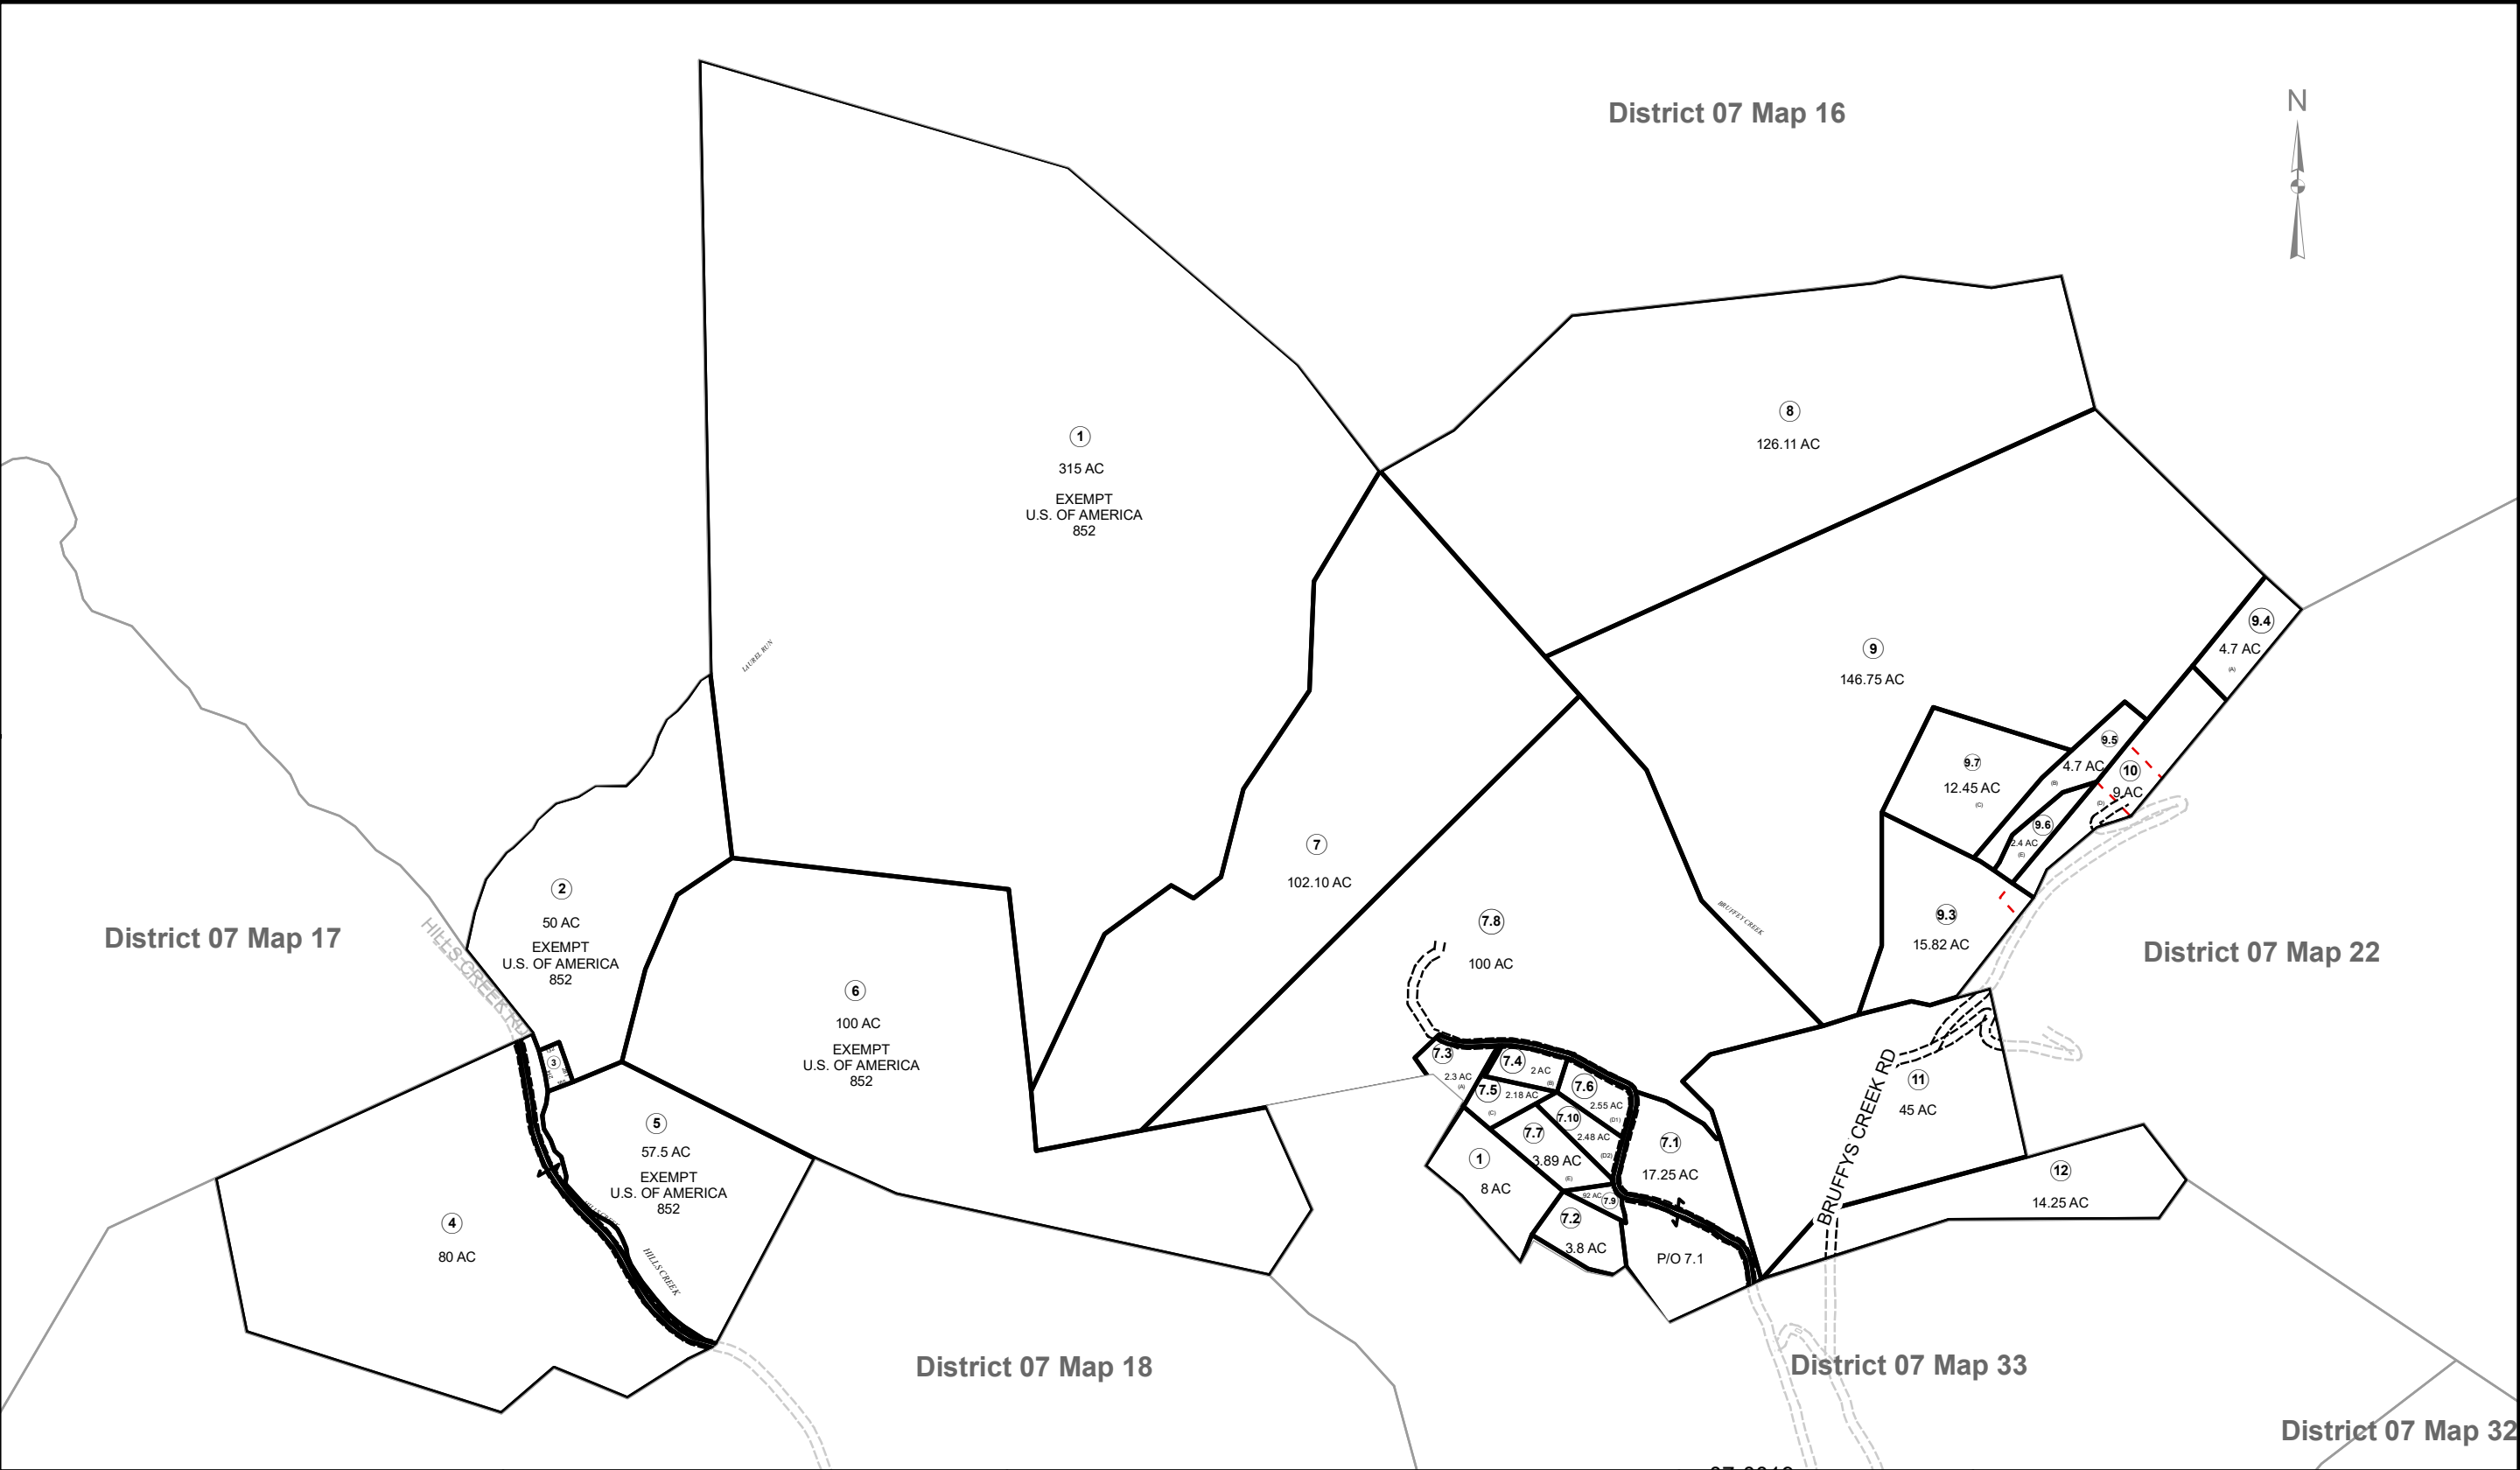 District 07 Map 16
N
1
315 AC
EXEMPT
U.S. OF AMERICA
852
8
126.11 AC
9
146.75 AC
9.4
4.7 AC
(A)
LAUREL RUN
9.5
4.7 AC
(B)
9.7
12.45 AC
(C)
10
9 AC
(D)
9.6
2.4 AC
(E)
7
102.10 AC
2
50 AC
EXEMPT
U.S. OF AMERICA
852
District 07 Map 17
HILLS CREEK RD
7.8
100 AC
BRUFFEY CREEK
9.3
15.82 AC
District 07 Map 22
6
100 AC
EXEMPT
U.S. OF AMERICA
852
3
7.3
2.3 AC
(A)
7.4
2 AC
(B)
7.5
2.18 AC
(C)
7.6
2.55 AC
(D1)
7.10
2.48 AC
(D2)
7.7
3.89 AC
(E)
7.1
17.25 AC
11
45 AC
BRUFFYS CREEK RD
5
57.5 AC
EXEMPT
U.S. OF AMERICA
852
1
8 AC
12
14.25 AC
.92 AC
7.9
7.2
3.8 AC
P/O 7.1
4
80 AC
HILLS CREEK
HILLS CREEK
District 07 Map 18
District 07 Map 33
District 07 Map 32